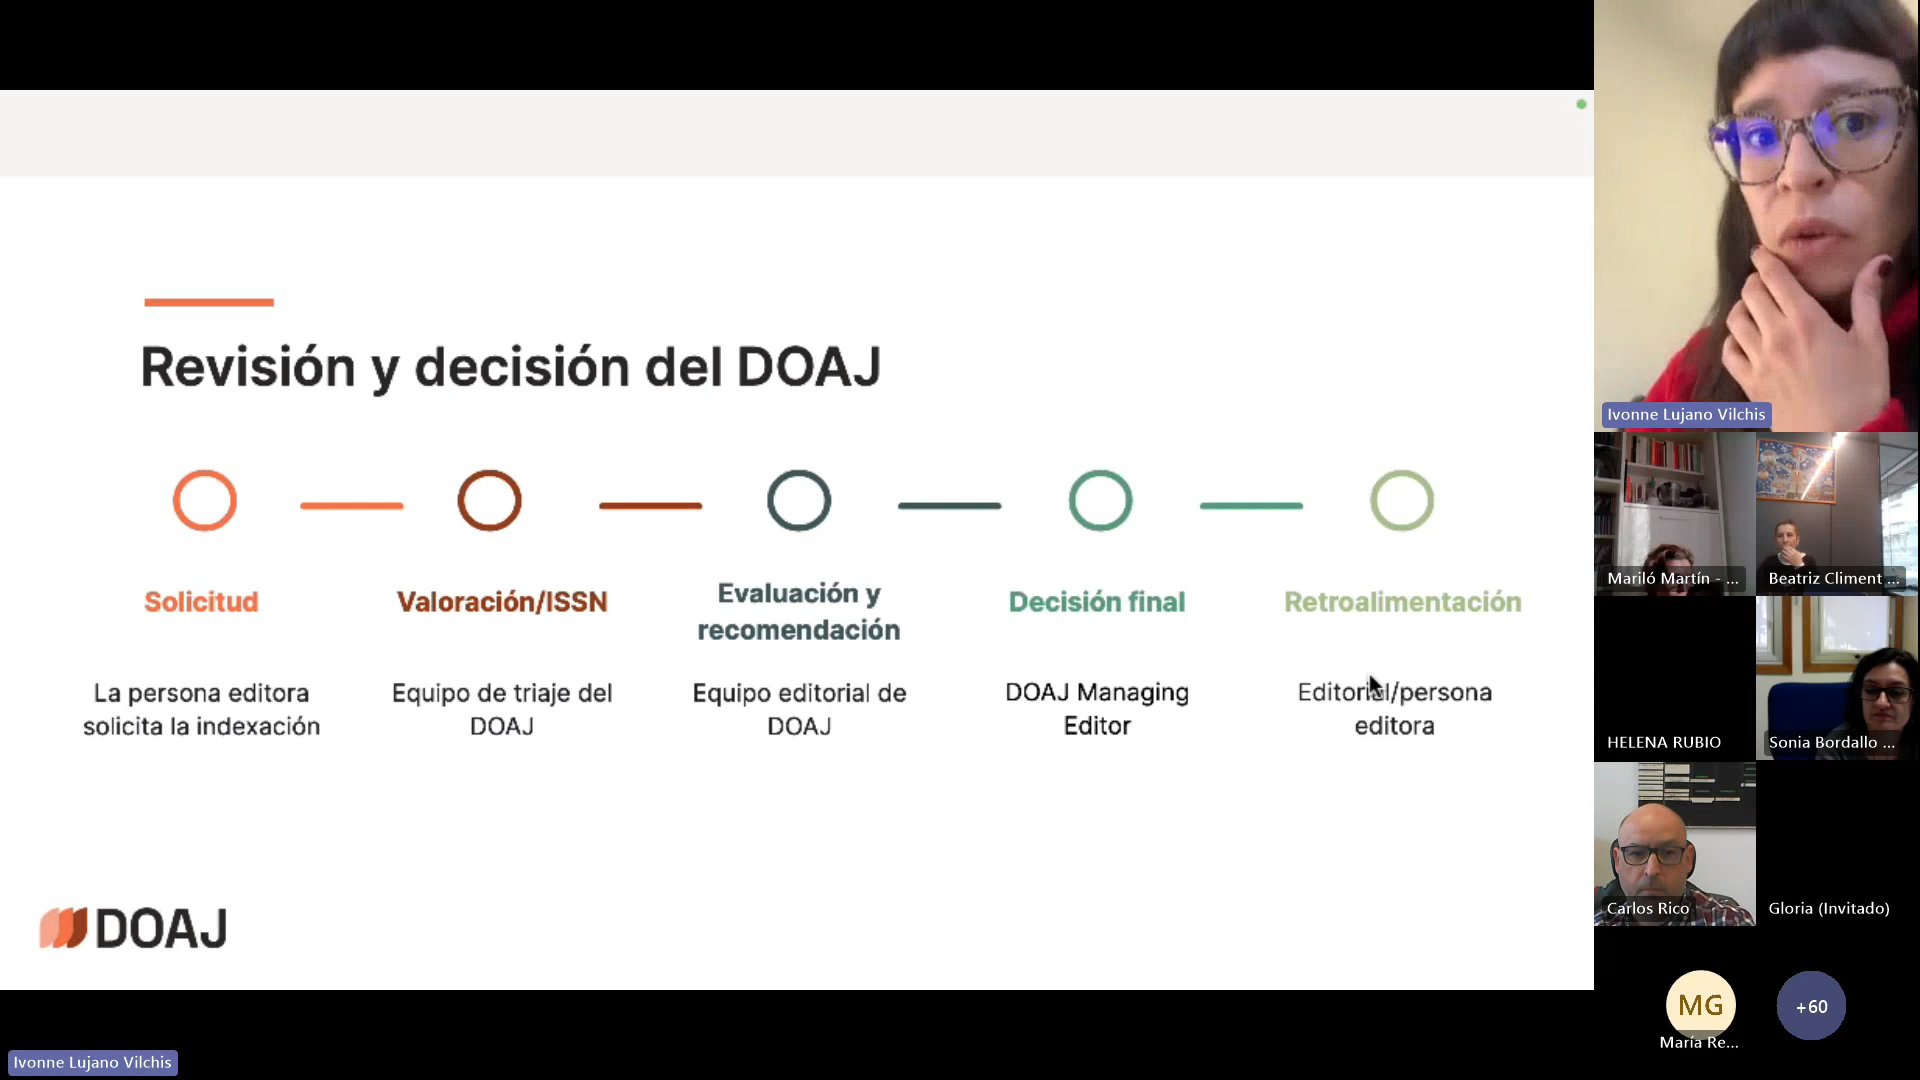 Revisión y decisión del DOAJ
Solicitud
La persona editora
solicita la indexación
Valoración/ISSN
Equipo de triaje del
DOAJ
Evaluación y
recomendación
Equipo editorial de
DOAJ
Decisión final
DOAJ Managing
Editor
Retroalimentación
Editorial/persona
editora
DOAJ
Ivonne Lujano Vilchis
Ivonne Lujano Vilchis
Mariló Martín - ...
Beatriz Climent ...
HELENA RUBIO
Sonia Bordallo ...
Carlos Rico
Gloria (Invitado)
MG
María Re...
+60